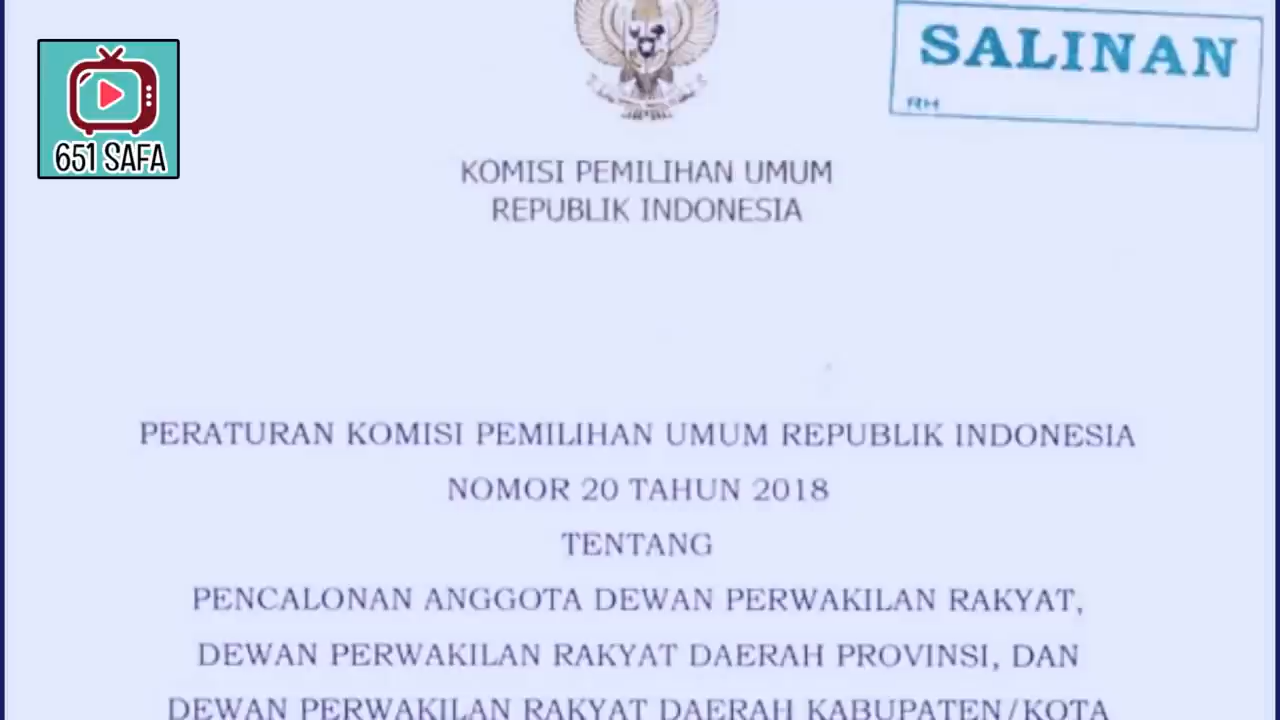 651 SAFA
SALINAN
RH
KOMISI PEMILIHAN UMUM
REPUBLIK INDONESIA
PERATURAN KOMISI PEMILIHAN UMUM REPUBLIK INDONESIA
NOMOR 20 TAHUN 2018
TENTANG
PENCALONAN ANGGOTA DEWAN PERWAKILAN RAKYAT,
DEWAN PERWAKILAN RAKYAT DAERAH PROVINSI, DAN
DEWAN PERWAKILAN RAKYAT DAERAH KABUPATEN/KOTA